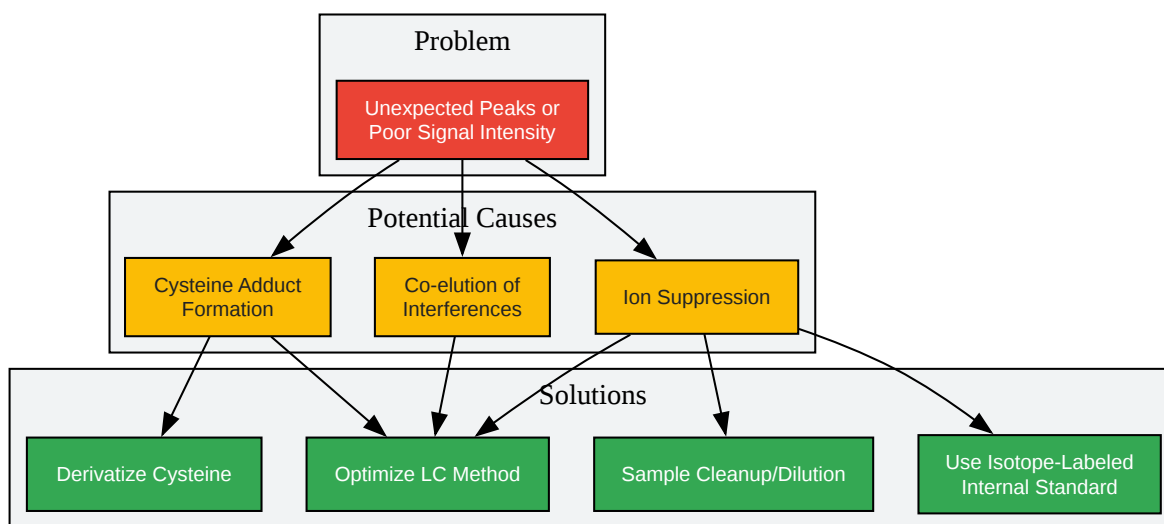 Problem
Unexpected Peaks or
Poor Signal Intensity
Potential Causes
Cysteine Adduct
Formation
Co-elution of
Interferences
Ion Suppression
Solutions
Derivatize Cysteine
Optimize LC Method
Sample Cleanup/Dilution
Use Isotope-Labeled
Internal Standard